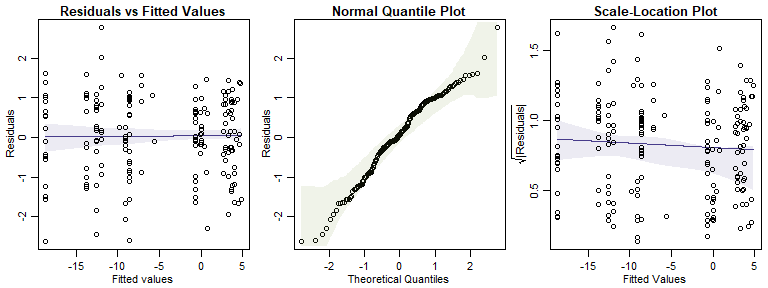 Residuals vs Fitted Values
Residuals
-2 -1 0 1 2
-15 -10 -5 0 5
Fitted values
Normal Quantile Plot
Residuals
-2 -1 0 1 2
-2 -1 0 1 2
Theoretical Quantiles
Scale-Location Plot
√|Residuals|
0.5 1.0 1.5
-15 -10 -5 0 5
Fitted Values